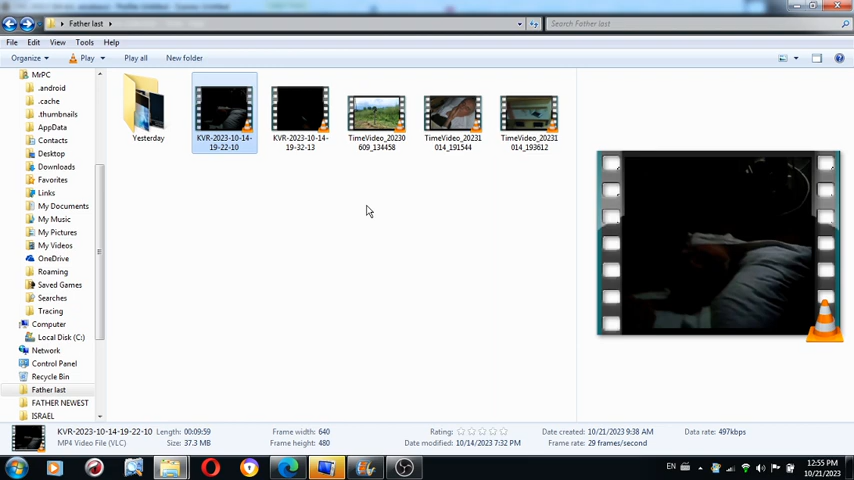 Father last
Search Father last
File Edit View Tools Help
Organize Play Play all New folder
MrPC
.android
.cache
.thumbnails
AppData
Contacts
Desktop
Downloads
Favorites
Links
My Documents
My Music
My Pictures
My Videos
OneDrive
Roaming
Saved Games
Searches
Tracing
Computer
Local Disk (C:)
Network
Control Panel
Recycle Bin
Father last
FATHER NEWEST
ISRAEL
Yesterday
KVR-2023-10-14-
19-22-10
KVR-2023-10-14-
19-32-13
TimeVideo_20230
609_134458
TimeVideo_20231
014_191544
TimeVideo_20231
014_193612
KVR-2023-10-14-19-22-10 Length: 00:09:59 Frame width: 640 Rating: Date created: 10/21/2023 9:38 AM Data rate: 497kbps
MP4 Video File (VLC) Size: 37.3 MB Frame height: 480 Date modified: 10/14/2023 7:32 PM Frame rate: 29 frames/second
EN 12:55 PM
10/21/2023